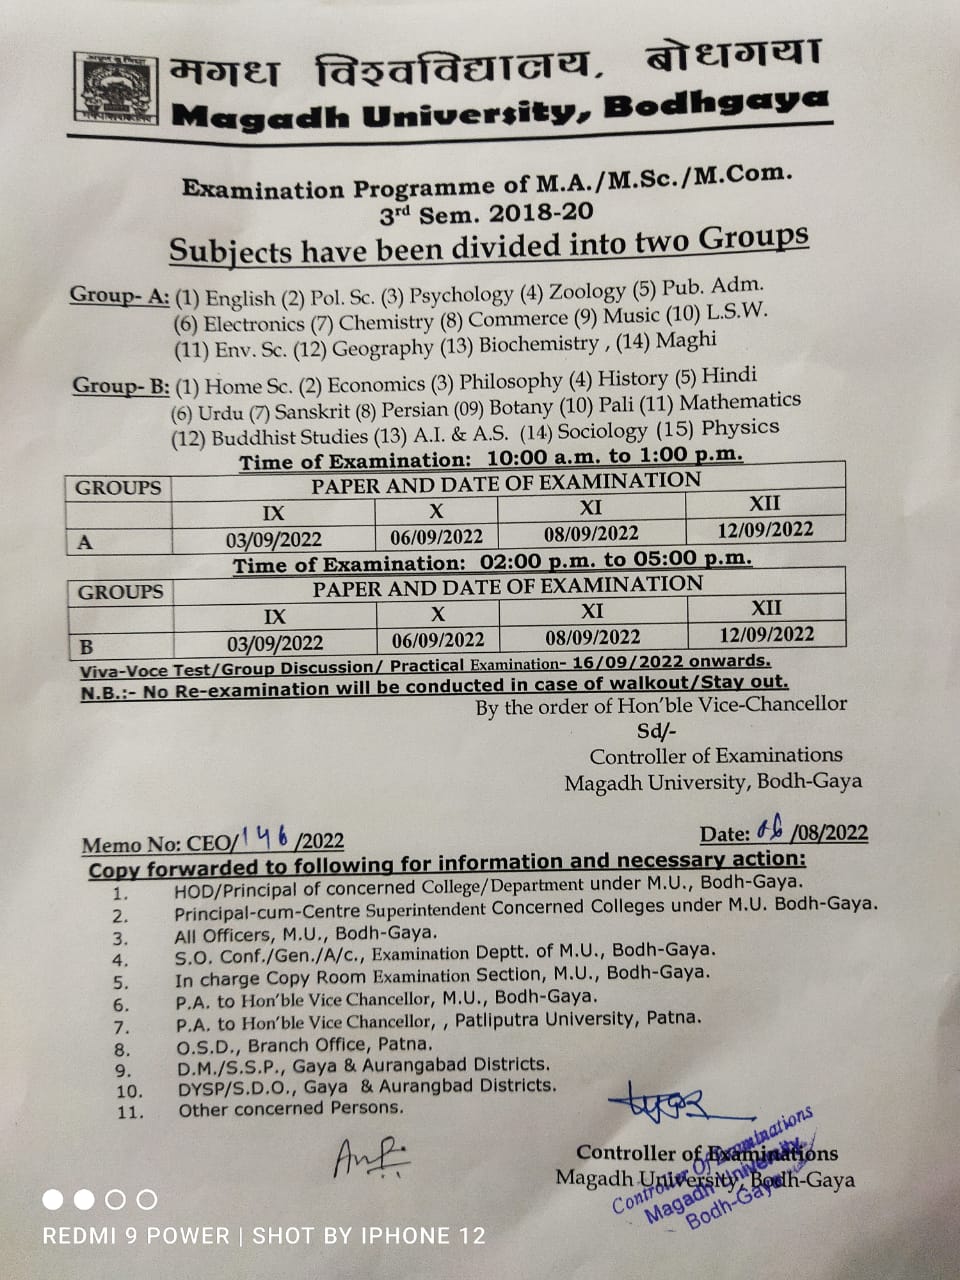 मगध विश्वविद्यालय, बोधगया
Magadh University, Bodhgaya
Examination Programme of M.A./M.Sc./M.Com.
3rd Sem. 2018-20
Subjects have been divided into two Groups
Group- A: (1) English (2) Pol. Sc. (3) Psychology (4) Zoology (5) Pub. Adm.
(6) Electronics (7) Chemistry (8) Commerce (9) Music (10) L.S.W.
(11) Env. Sc. (12) Geography (13) Biochemistry , (14) Maghi
Group- B: (1) Home Sc. (2) Economics (3) Philosophy (4) History (5) Hindi
(6) Urdu (7) Sanskrit (8) Persian (09) Botany (10) Pali (11) Mathematics
(12) Buddhist Studies (13) A.I. & A.S. (14) Sociology (15) Physics
Time of Examination: 10:00 a.m. to 1:00 p.m.
GROUPS PAPER AND DATE OF EXAMINATION
IX X XI XII
A 03/09/2022 06/09/2022 08/09/2022 12/09/2022
Time of Examination: 02:00 p.m. to 05:00 p.m.
GROUPS PAPER AND DATE OF EXAMINATION
IX X XI XII
B 03/09/2022 06/09/2022 08/09/2022 12/09/2022
Viva-Voce Test/Group Discussion/ Practical Examination- 16/09/2022 onwards.
N.B.:- No Re-examination will be conducted in case of walkout/Stay out.
By the order of Hon'ble Vice-Chancellor
Sd/-
Controller of Examinations
Magadh University, Bodh-Gaya
Memo No: CEO/146/2022 Date: 06/08/2022
Copy forwarded to following for information and necessary action:
1. HOD/Principal of concerned College/Department under M.U., Bodh-Gaya.
2. Principal-cum-Centre Superintendent Concerned Colleges under M.U. Bodh-Gaya.
3. All Officers, M.U., Bodh-Gaya.
4. S.O. Conf./Gen./A/c., Examination Deptt. of M.U., Bodh-Gaya.
5. In charge Copy Room Examination Section, M.U., Bodh-Gaya.
6. P.A. to Hon'ble Vice Chancellor, M.U., Bodh-Gaya.
7. P.A. to Hon'ble Vice Chancellor, , Patliputra University, Patna.
8. O.S.D., Branch Office, Patna.
9. D.M./S.S.P., Gaya & Aurangabad Districts.
10. DYSP/S.D.O., Gaya & Aurangbad Districts.
11. Other concerned Persons.
Controller of Examinations
Magadh University, Bodh-Gaya
Controller Of Examinations
Magadh University
Bodh-Gaya
REDMI 9 POWER | SHOT BY IPHONE 12